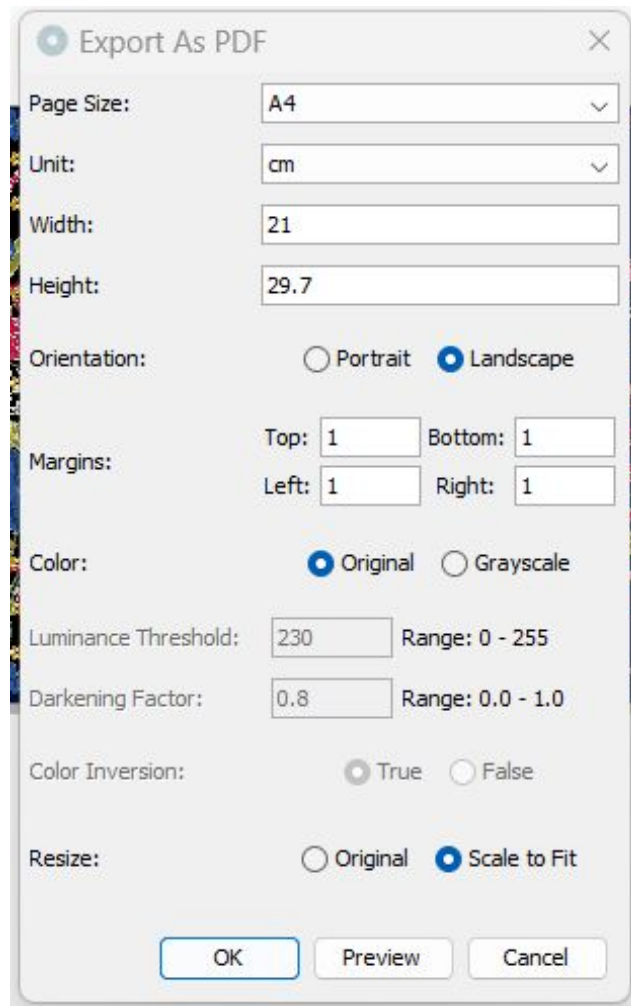 Export As PDF
Page Size: A4
Unit: cm
Width: 21
Height: 29.7
Orientation: Portrait Landscape
Margins:
Top: 1 Bottom: 1
Left: 1 Right: 1
Color: Original Grayscale
Luminance Threshold: 230 Range: 0 - 255
Darkening Factor: 0.8 Range: 0.0 - 1.0
Color Inversion: True False
Resize: Original Scale to Fit
OK Preview Cancel